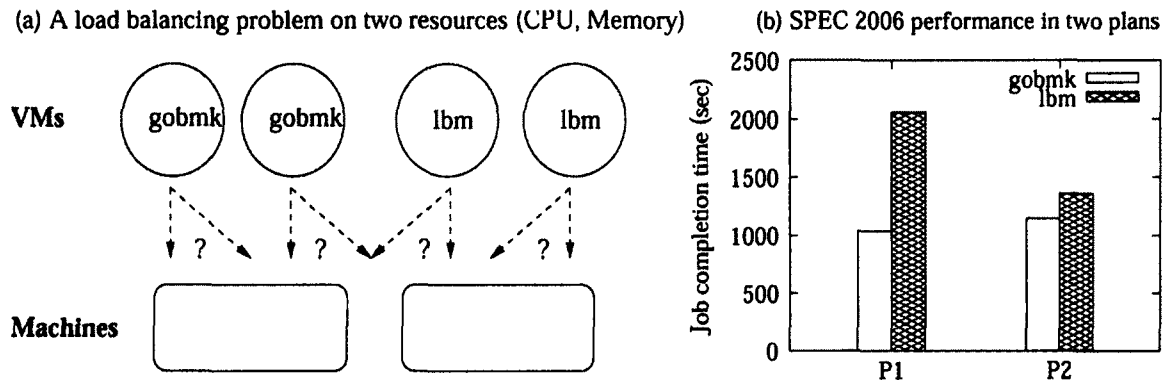 (a) A load balancing problem on two resources (CPU, Memory)
VMs
gobmk gobmk lbm lbm
? ? ? ?
Machines
(b) SPEC 2006 performance in two plans
Job completion time (sec)
2500
2000
1500
1000
500
0
gobmk
lbm
P1 P2